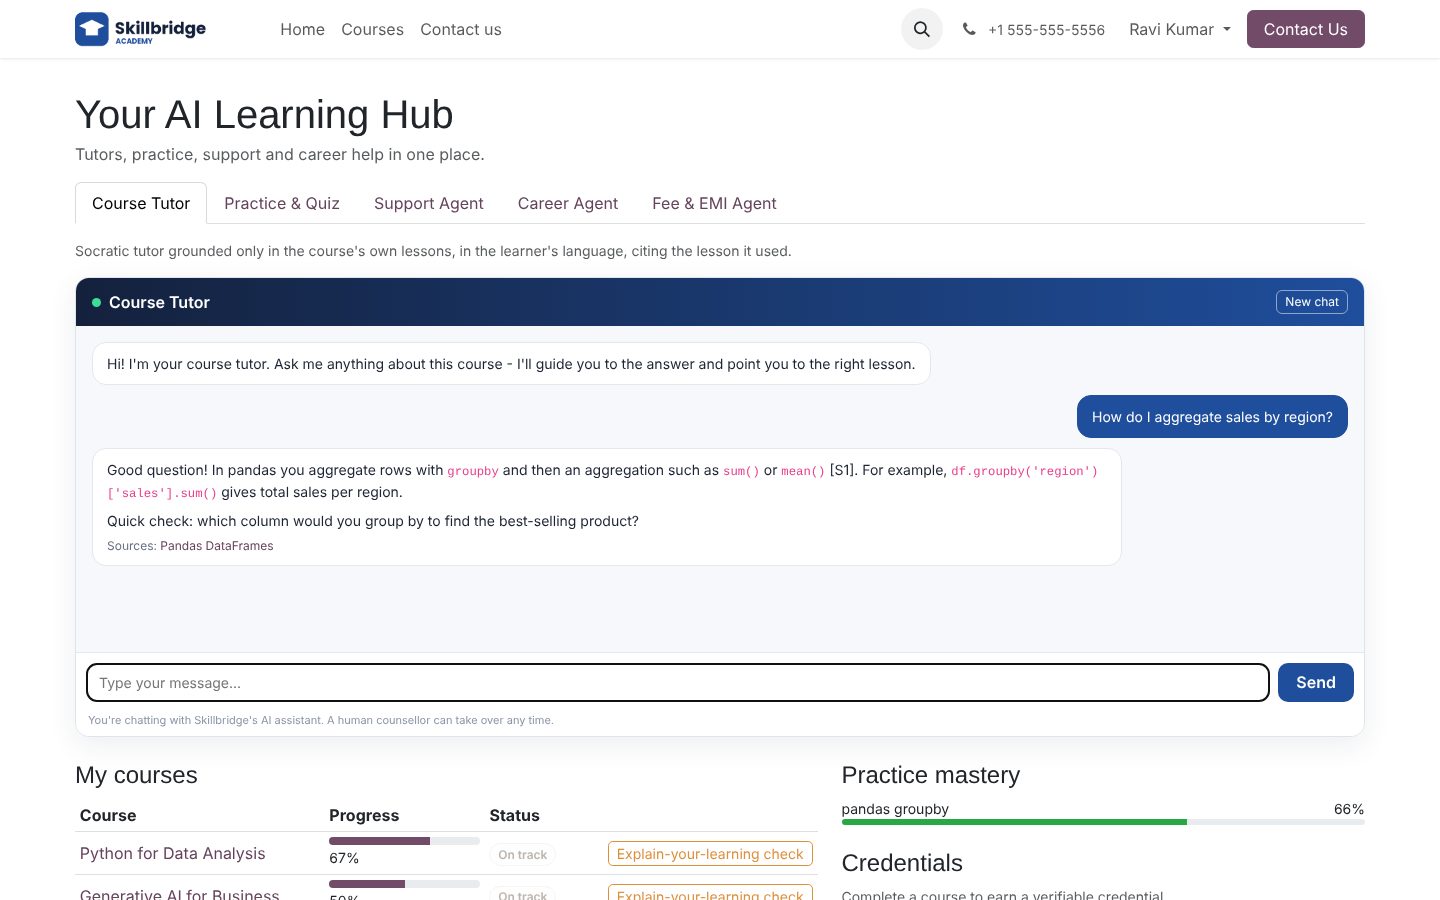 Skillbridge
ACADEMY
Home Courses Contact us
+1 555-555-5556
Ravi Kumar
Contact Us
Your AI Learning Hub
Tutors, practice, support and career help in one place.
Course Tutor Practice & Quiz Support Agent Career Agent Fee & EMI Agent
Socratic tutor grounded only in the course's own lessons, in the learner's language, citing the lesson it used.
Course Tutor
New chat
Hi! I'm your course tutor. Ask me anything about this course - I'll guide you to the answer and point you to the right lesson.
How do I aggregate sales by region?
Good question! In pandas you aggregate rows with groupby and then an aggregation such as sum() or mean() [S1]. For example, df.groupby('region')
['sales'].sum() gives total sales per region.
Quick check: which column would you group by to find the best-selling product?
Sources: Pandas DataFrames
Type your message...
Send
You're chatting with Skillbridge's AI assistant. A human counsellor can take over any time.
My courses
Course Progress Status
Python for Data Analysis
67%
On track
Explain-your-learning check
Generative AI for Business
50%
On track
Explain-your-learning check
Practice mastery
pandas groupby 66%
Credentials
Complete a course to earn a verifiable credential